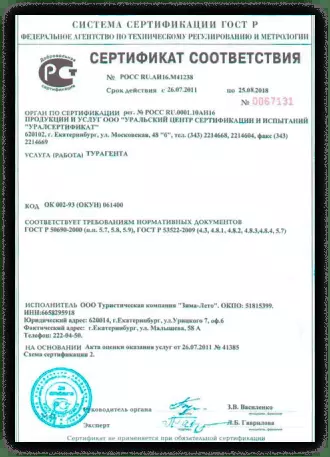 СИСТЕМА СЕРТИФИКАЦИИ ГОСТ Р
ФЕДЕРАЛЬНОЕ АГЕНТСТВО ПО ТЕХНИЧЕСКОМУ РЕГУЛИРОВАНИЮ И МЕТРОЛОГИИ
СЕРТИФИКАТ СООТВЕТСТВИЯ
№ РОСС RU.АИ16.М41238
Срок действия с 26.07.2011 по 25.08.2018
№ 0067131
ОРГАН ПО СЕРТИФИКАЦИИ рег. № РОСС RU.0001.10АИ16
ПРОДУКЦИИ И УСЛУГ ООО "УРАЛЬСКИЙ ЦЕНТР СЕРТИФИКАЦИИ И ИСПЫТАНИЙ
"УРАЛСЕРТИФИКАТ"
620102, г. Екатеринбург, ул. Московская, 48 "б", тел. (343) 2214668, 2214604, факс (343)
2214669
УСЛУГА (РАБОТА) ТУРАГЕНТА
КОД ОК 002-93 (ОКУН) 061400
СООТВЕТСТВУЕТ ТРЕБОВАНИЯМ НОРМАТИВНЫХ ДОКУМЕНТОВ
ГОСТ Р 50690-2000 (п.п. 5.7, 5.8, 5.9), ГОСТ Р 53522-2009 (4.3, 4.8.1, 4.8.2, 4.8.3,4.8.4, 5.7)
ИСПОЛНИТЕЛЬ ООО Туристическая компания "Зима-Лето". ОКПО: 51815399.
ИНН:6658295918
Юридический адрес: 620014, г.Екатеринбург, ул.Урицкого 7, оф.6
Фактический адрес: г.Екатеринбург, ул. Малышева, 58 А
Телефон: 222-04-50.
НА ОСНОВАНИИ Акта оценки оказания услуг от 26.07.2011 № 41385
Схема сертификации 2.
Руководитель органа
З.В. Василенко
Эксперт
Л.Б. Гаврилова
Сертификат не применяется при обязательной сертификации